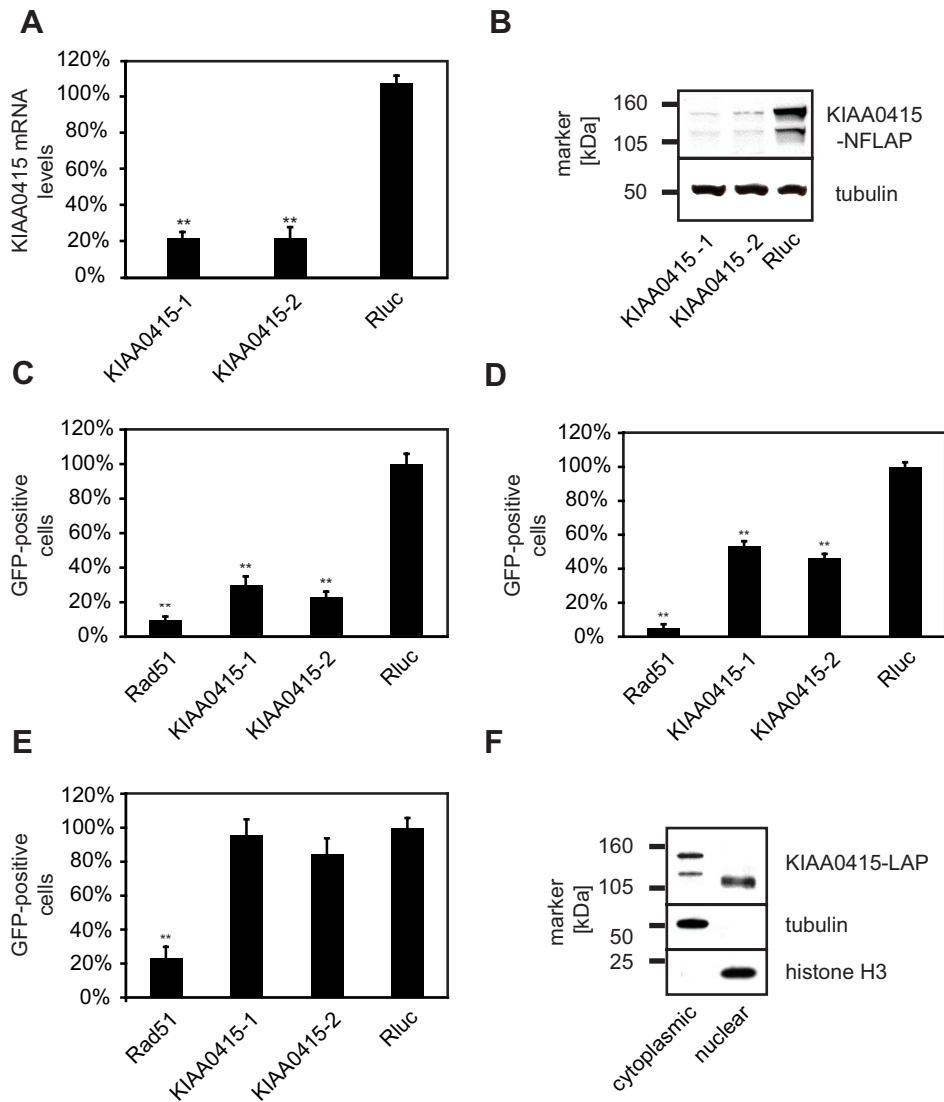 A
KIAA0415 mRNA
levels
120%
100%
80%
60%
40%
20%
0%
**
**
KIAA0415-1
KIAA0415-2
Rluc
B
marker
[kDa]
160
105
50
KIAA0415
-NFLAP
tubulin
KIAA0415 -1
KIAA0415 -2
Rluc
C
GFP-positive
cells
120%
100%
80%
60%
40%
20%
0%
**
**
**
Rad51
KIAA0415-1
KIAA0415-2
Rluc
D
GFP-positive
cells
120%
100%
80%
60%
40%
20%
0%
**
**
**
Rad51
KIAA0415-1
KIAA0415-2
Rluc
E
GFP-positive
cells
120%
100%
80%
60%
40%
20%
0%
**
Rad51
KIAA0415-1
KIAA0415-2
Rluc
F
marker
[kDa]
160
105
50
25
KIAA0415-LAP
tubulin
histone H3
cytoplasmic
nuclear